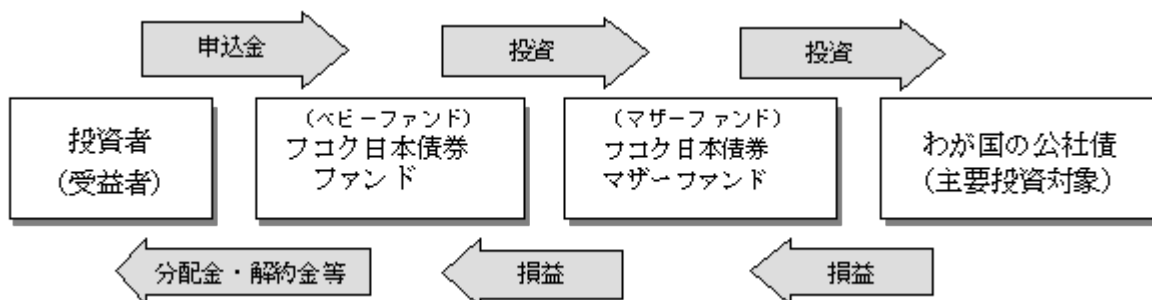 申込金
投資
投資
投資者
(受益者)
(ベビーファンド)
フコク日本債券
ファンド
(マザーファンド)
フコク日本債券
マザーファンド
わが国の公社債
(主要投資対象)
分配金・解約金等
損益
損益